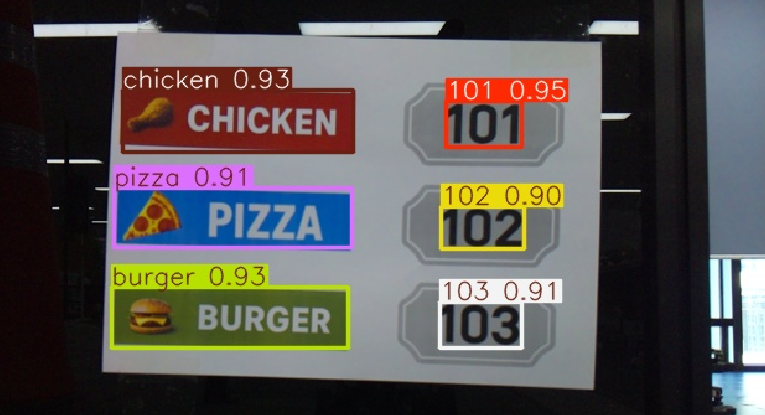 chicken 0.93
CHICKEN
101 0.95
101
pizza 0.91
PIZZA
102 0.90
102
burger 0.93
BURGER
103 0.91
103